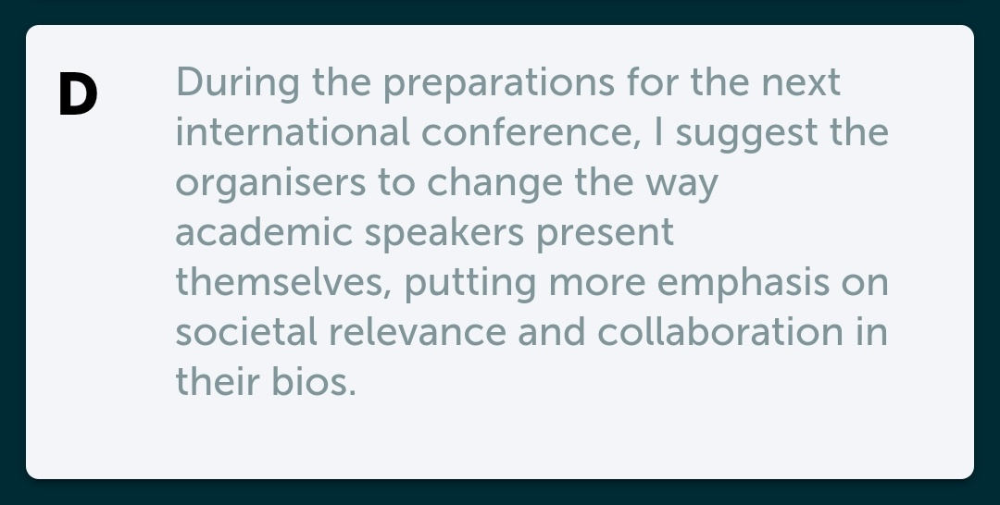 D
During the preparations for the next
international conference, I suggest the
organisers to change the way
academic speakers present
themselves, putting more emphasis on
societal relevance and collaboration in
their bios.